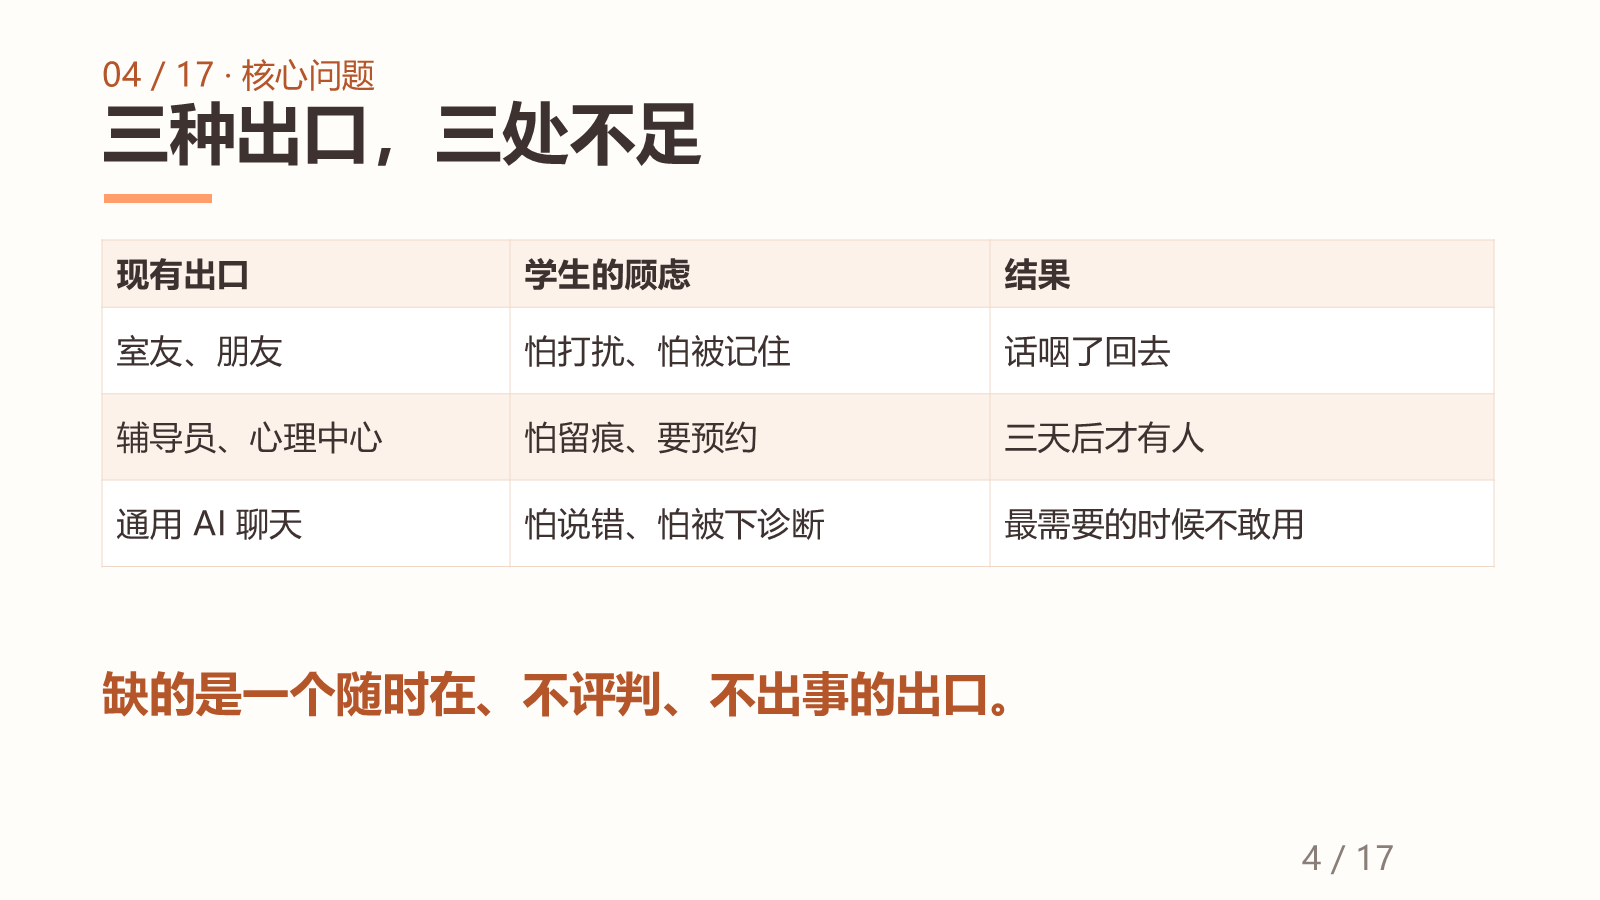 04 / 17 · 核心问题
三种出口，三处不足
现有出口 学生的顾虑 结果
室友、朋友 怕打扰、怕被记住 话咽了回去
辅导员、心理中心 怕留痕、要预约 三天后才有人
通用 AI 聊天 怕说错、怕被下诊断 最需要的时候不敢用
缺的是一个随时在、不评判、不出事的出口。
4 / 17